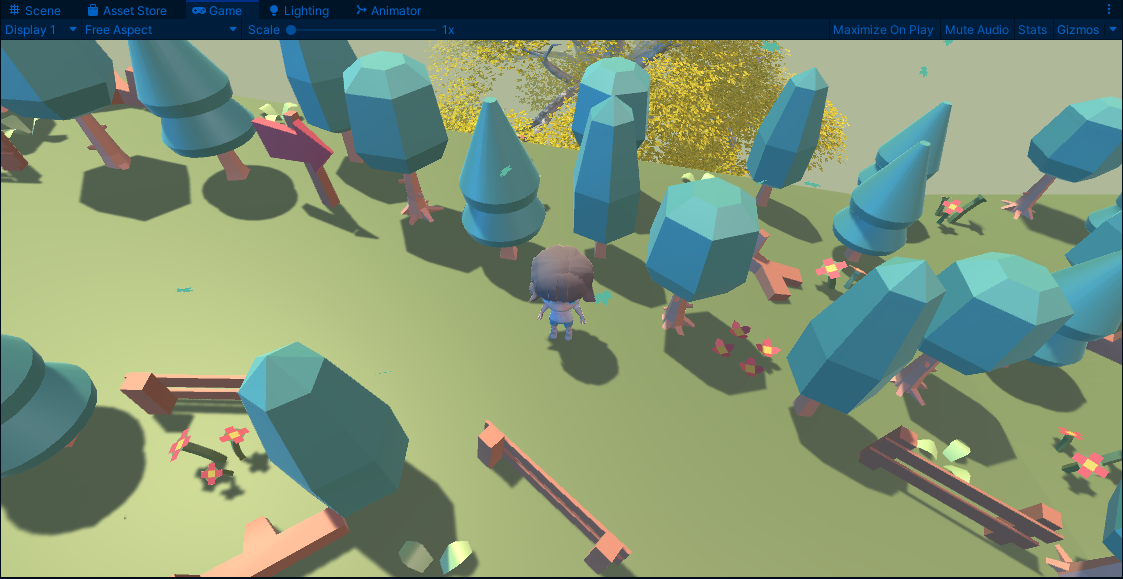 Scene Asset Store Game Lighting Animator
Display 1 Free Aspect Scale 1x Maximize On Play Mute Audio Stats Gizmos